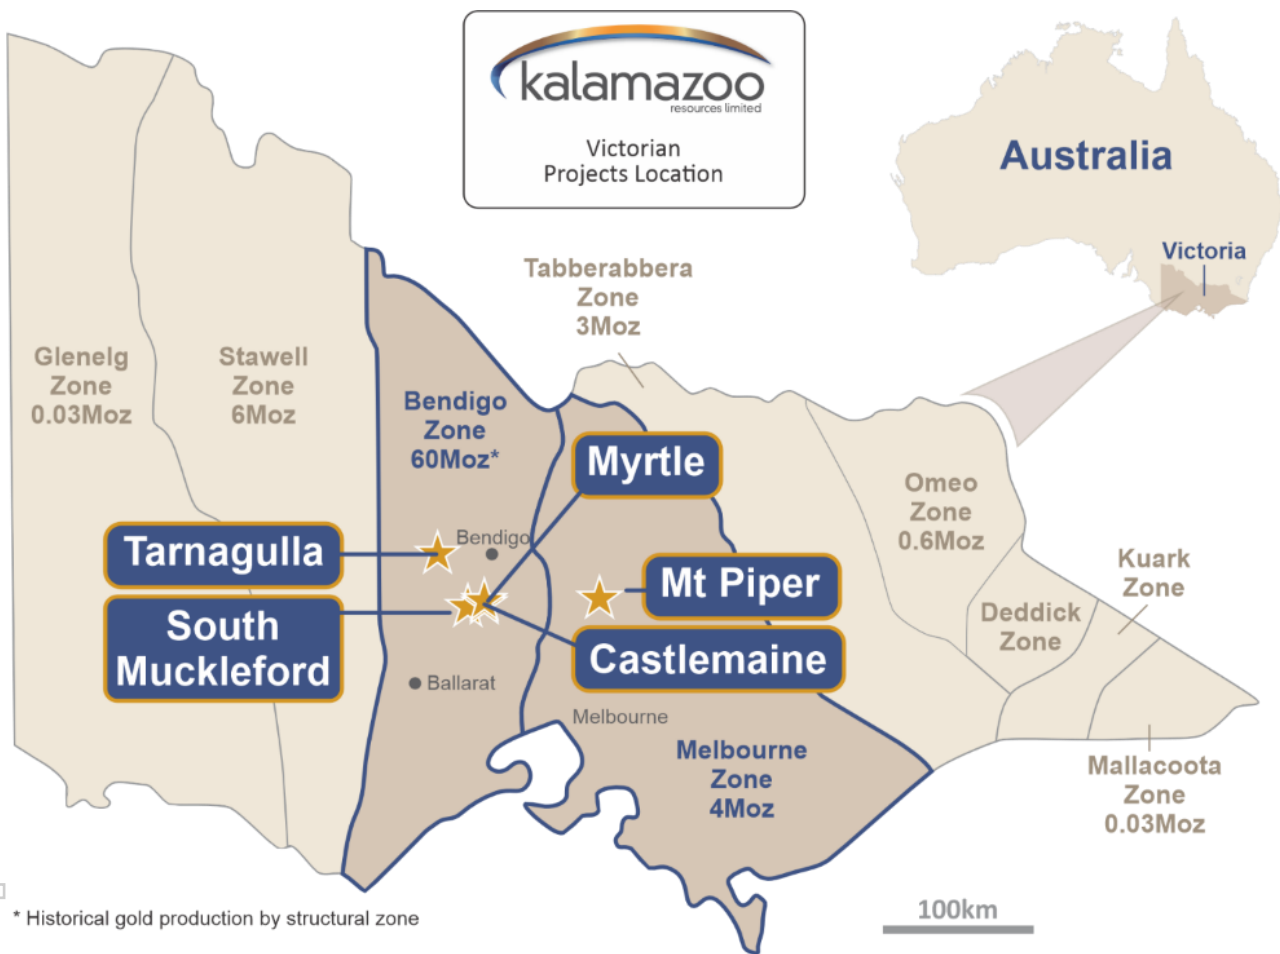 kalamazoo
resources limited
Victorian
Projects Location
Australia
Victoria
Tabberabbera
Zone
3Moz
Glenelg
Zone
0.03Moz
Stawell
Zone
6Moz
Bendigo
Zone
60Moz*
Myrtle
Omeo
Zone
0.6Moz
Tarnagulla
Bendigo
Mt Piper
Kuark
Zone
South
Muckleford
Deddick
Zone
Castlemaine
Ballarat
Melbourne
Melbourne
Zone
4Moz
Mallacoota
Zone
0.03Moz
* Historical gold production by structural zone
100km